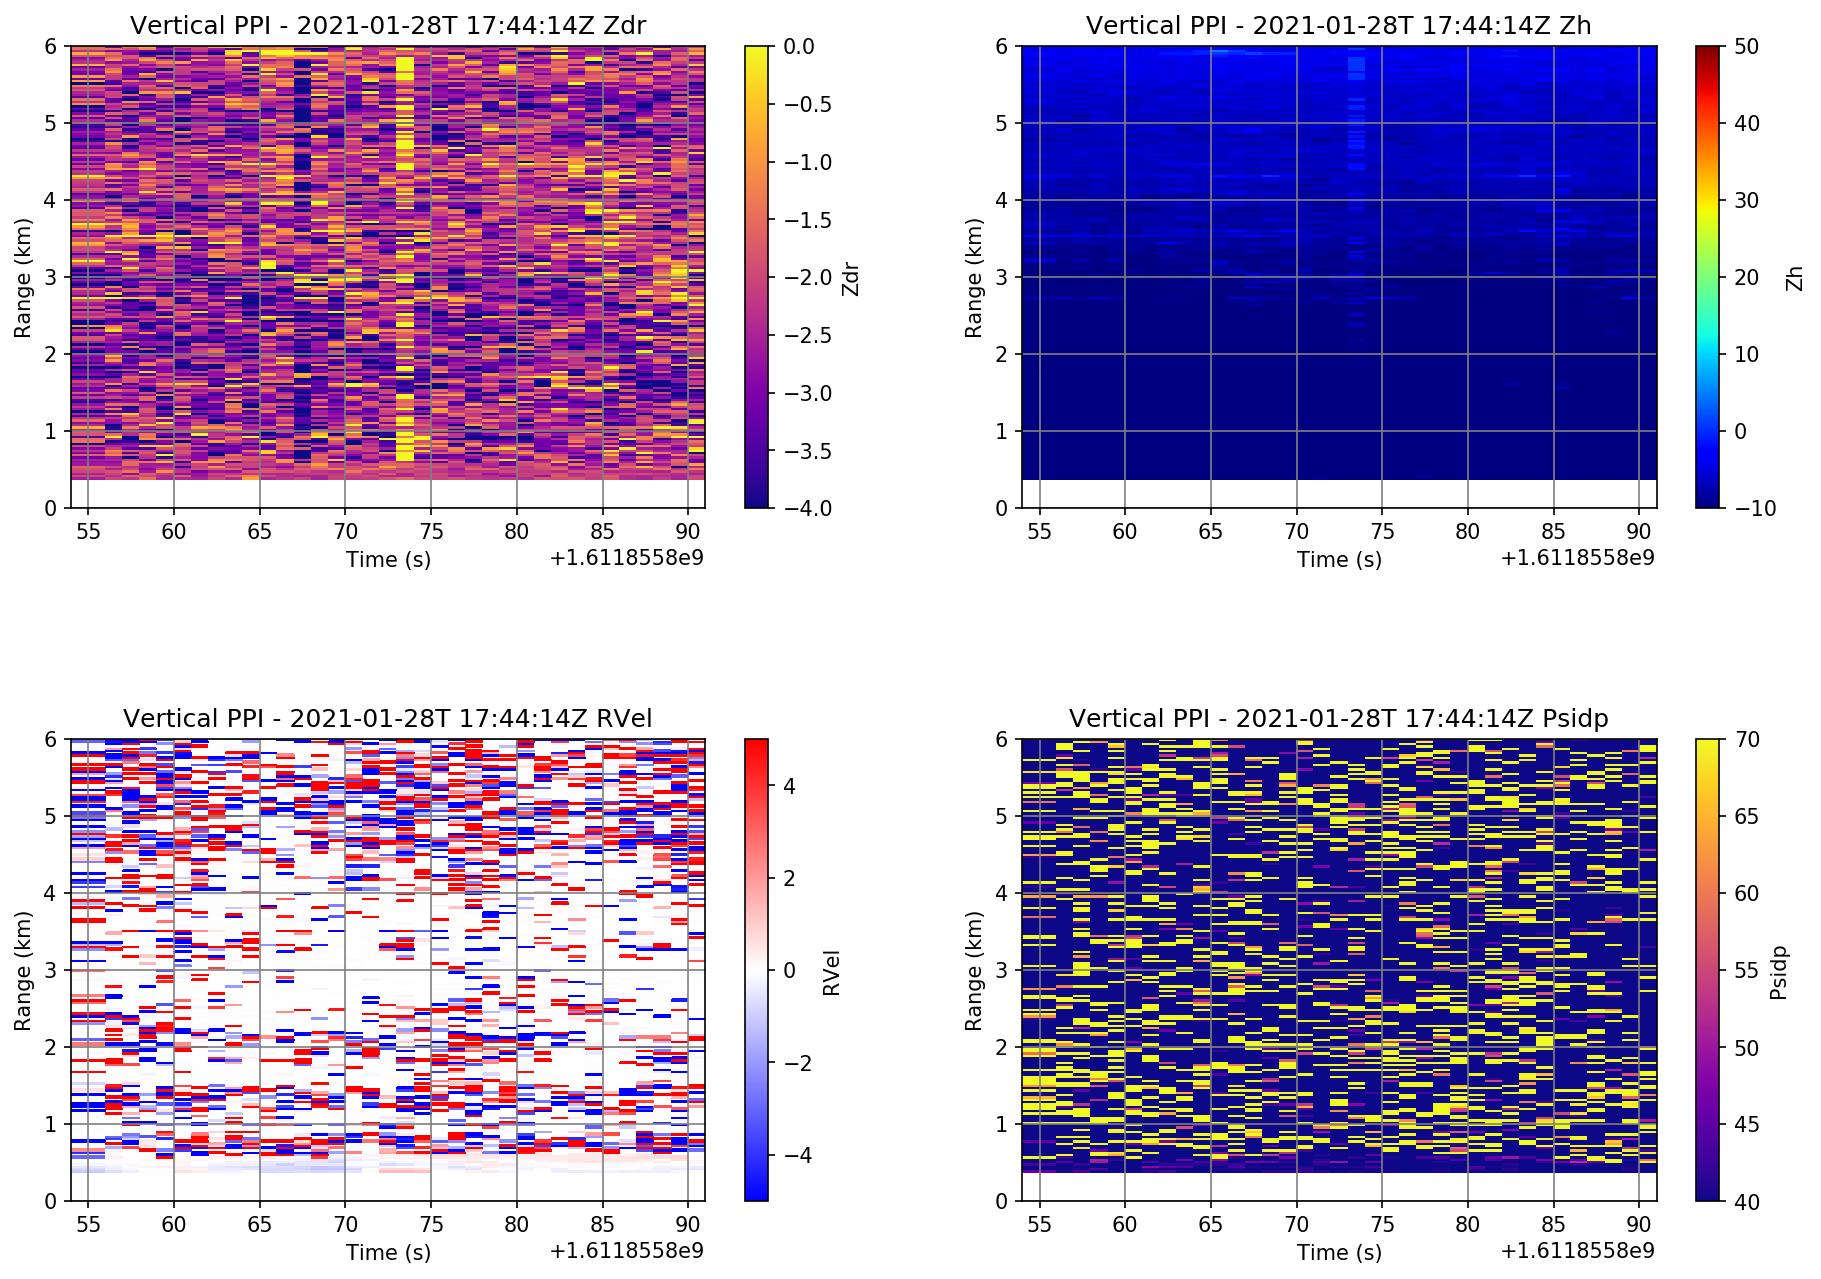 Vertical PPI - 2021-01-28T 17:44:14Z Zdr
6
5
4
3
2
1
0
Range (km)
55 60 65 70 75 80 85 90
Time (s)
+1.6118558e9
0.0
−0.5
−1.0
−1.5
−2.0
−2.5
−3.0
−3.5
−4.0
Zdr
Vertical PPI - 2021-01-28T 17:44:14Z Zh
6
5
4
3
2
1
0
Range (km)
55 60 65 70 75 80 85 90
Time (s)
+1.6118558e9
50
40
30
20
10
0
−10
Zh
Vertical PPI - 2021-01-28T 17:44:14Z RVel
6
5
4
3
2
1
0
Range (km)
55 60 65 70 75 80 85 90
Time (s)
+1.6118558e9
4
2
0
−2
−4
RVel
Vertical PPI - 2021-01-28T 17:44:14Z Psidp
6
5
4
3
2
1
0
Range (km)
55 60 65 70 75 80 85 90
Time (s)
+1.6118558e9
70
65
60
55
50
45
40
Psidp